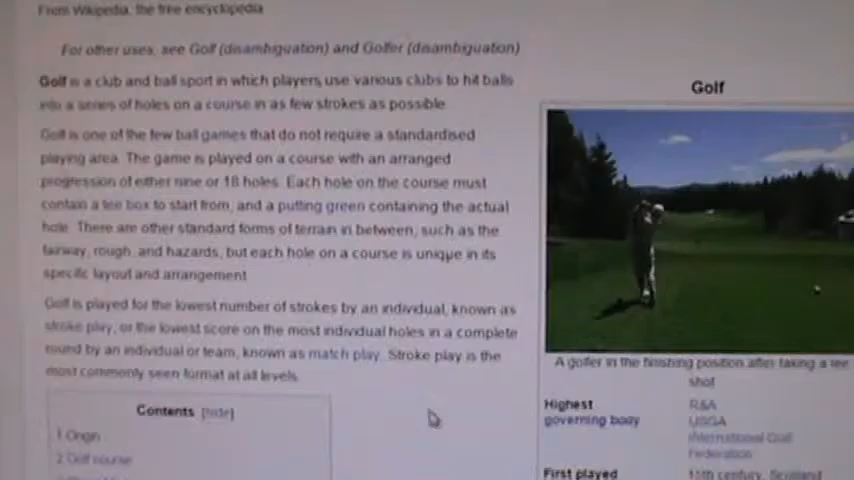 From Wikipedia, the free encyclopedia
For other uses, see Golf (disambiguation) and Golfer (disambiguation)
Golf is a club and ball sport in which players use various clubs to hit balls
into a series of holes on a course in as few strokes as possible.
Golf is one of the few ball games that do not require a standardised
playing area. The game is played on a course with an arranged
progression of either nine or 18 holes. Each hole on the course must
contain a tee box to start from, and a putting green containing the actual
hole. There are other standard forms of terrain in between, such as the
fairway, rough, and hazards, but each hole on a course is unique in its
specific layout and arrangement.
Golf is played for the lowest number of strokes by an individual, known as
stroke play, or the lowest score on the most individual holes in a complete
round by an individual or team, known as match play. Stroke play is the
most commonly seen format at all levels.
Contents [hide]
1 Origin
2 Golf course
Golf
A golfer in the finishing position after taking a tee
shot
Highest
governing body
R&A
USGA
International Golf
Federation
First played
15th century, Scotland